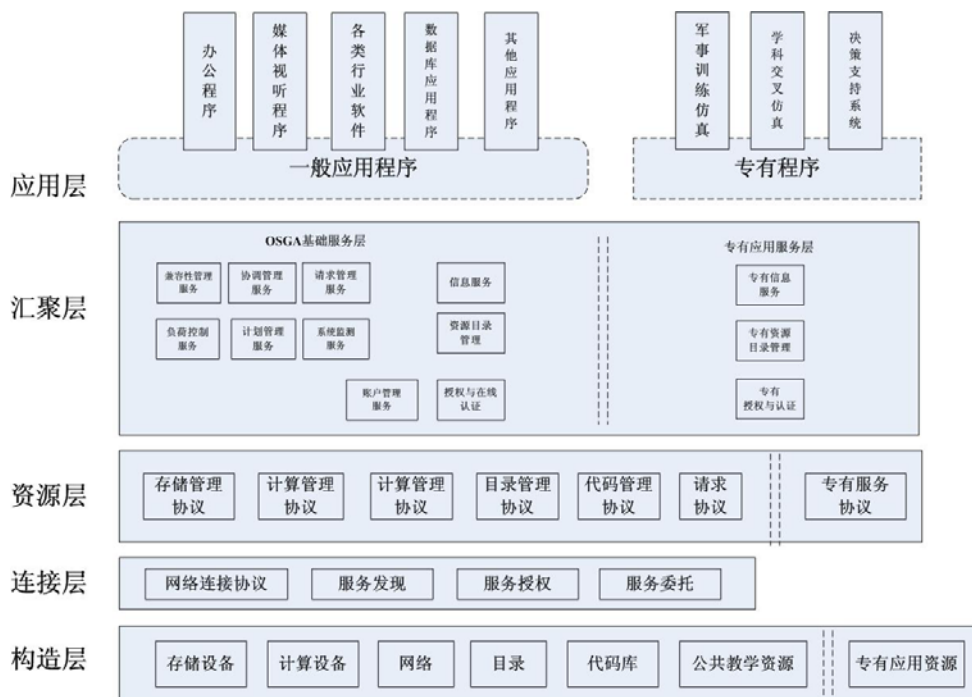 办公程序
媒体视听程序
各类行业软件
数据库应用程序
其他应用程序
军事训练仿真
学科交叉仿真
决策支持系统
一般应用程序
专有程序
应用层
OSGA基础服务层
专有应用服务层
兼容性管理
服务
协调管理
服务
请求管理
服务
信息服务
专有信息
服务
汇聚层
负荷控制
服务
计划管理
服务
系统监测
服务
资源目录
管理
专有资源
目录管理
账户管理
服务
授权与在线
认证
专有
授权与认证
资源层
存储管理
协议
计算管理
协议
计算管理
协议
目录管理
协议
代码管理
协议
请求
协议
专有服务
协议
连接层
网络连接协议
服务发现
服务授权
服务委托
构造层
存储设备
计算设备
网络
目录
代码库
公共教学资源
专有应用资源